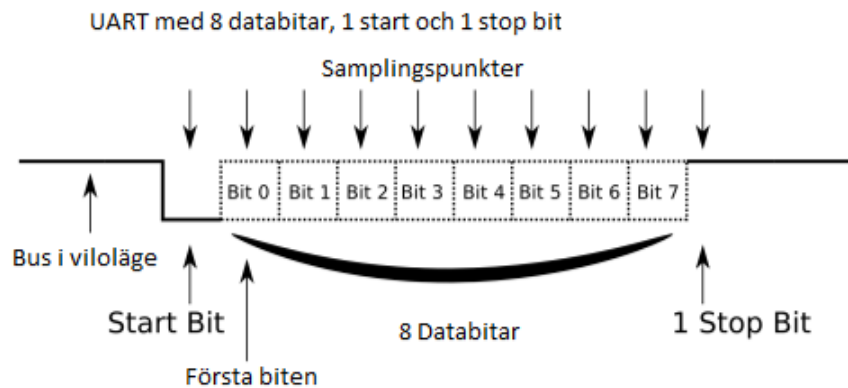 UART med 8 databitar, 1 start och 1 stop bit
Samplingspunkter
Bit 0 Bit 1 Bit 2 Bit 3 Bit 4 Bit 5 Bit 6 Bit 7
Bus i viloläge
Start Bit
8 Databitar
1 Stop Bit
Första biten